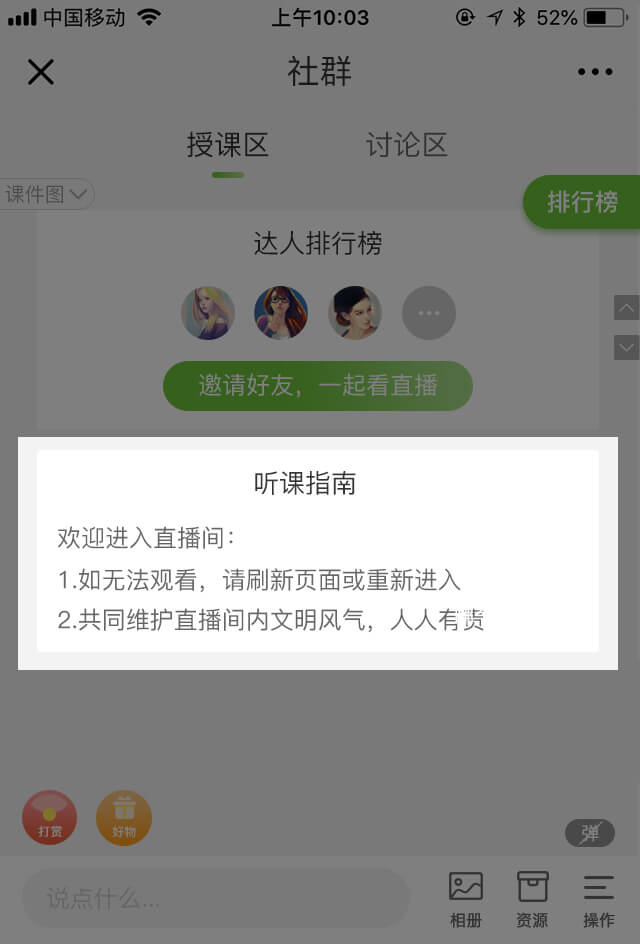 中国移动 上午10:03 52%
社群
授课区 讨论区
课件图
排行榜
达人排行榜
邀请好友，一起看直播
听课指南
欢迎进入直播间：
1.如无法观看，请刷新页面或重新进入
2.共同维护直播间内文明风气，人人有
打赏 好物
弹
说点什么...
相册 资源 操作